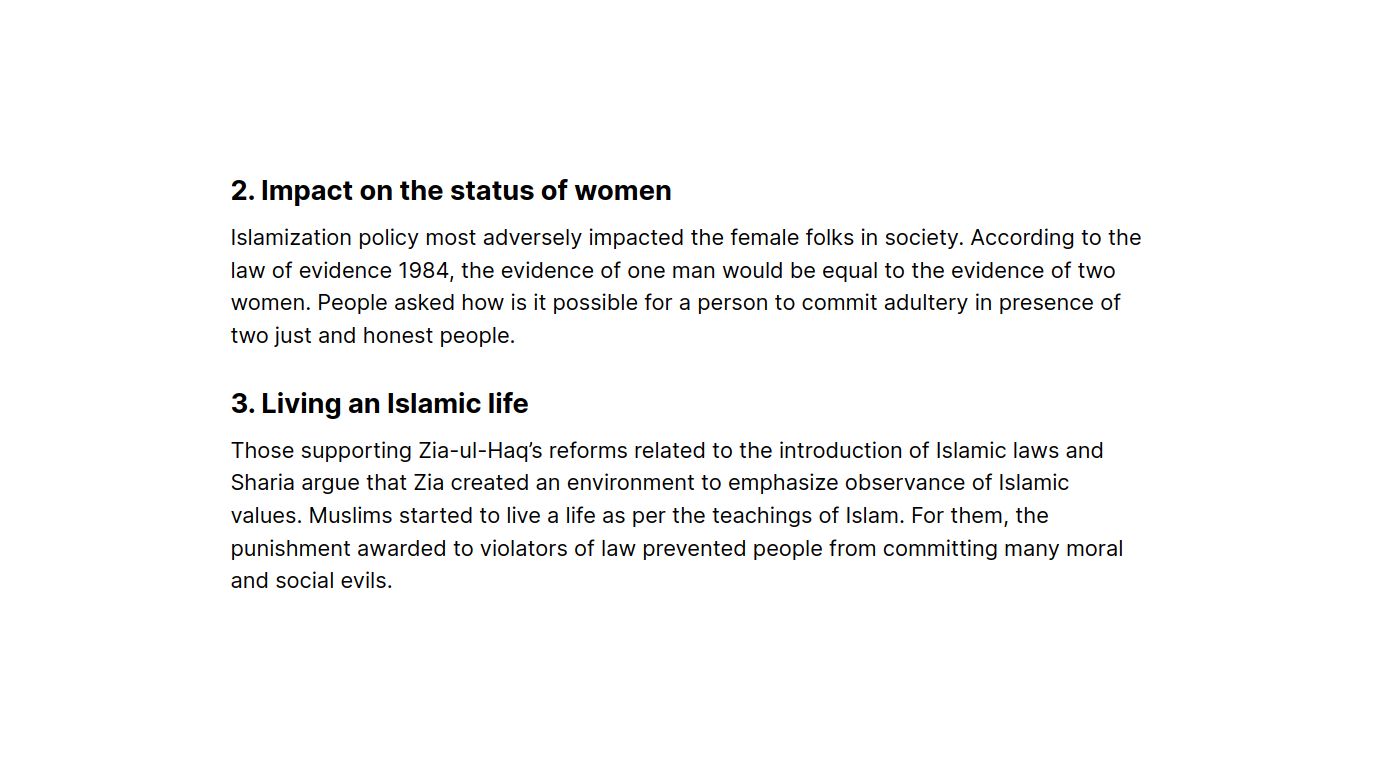 2. Impact on the status of women
Islamization policy most adversely impacted the female folks in society. According to the
law of evidence 1984, the evidence of one man would be equal to the evidence of two
women. People asked how is it possible for a person to commit adultery in presence of
two just and honest people.
3. Living an Islamic life
Those supporting Zia-ul-Haq’s reforms related to the introduction of Islamic laws and
Sharia argue that Zia created an environment to emphasize observance of Islamic
values. Muslims started to live a life as per the teachings of Islam. For them, the
punishment awarded to violators of law prevented people from committing many moral
and social evils.